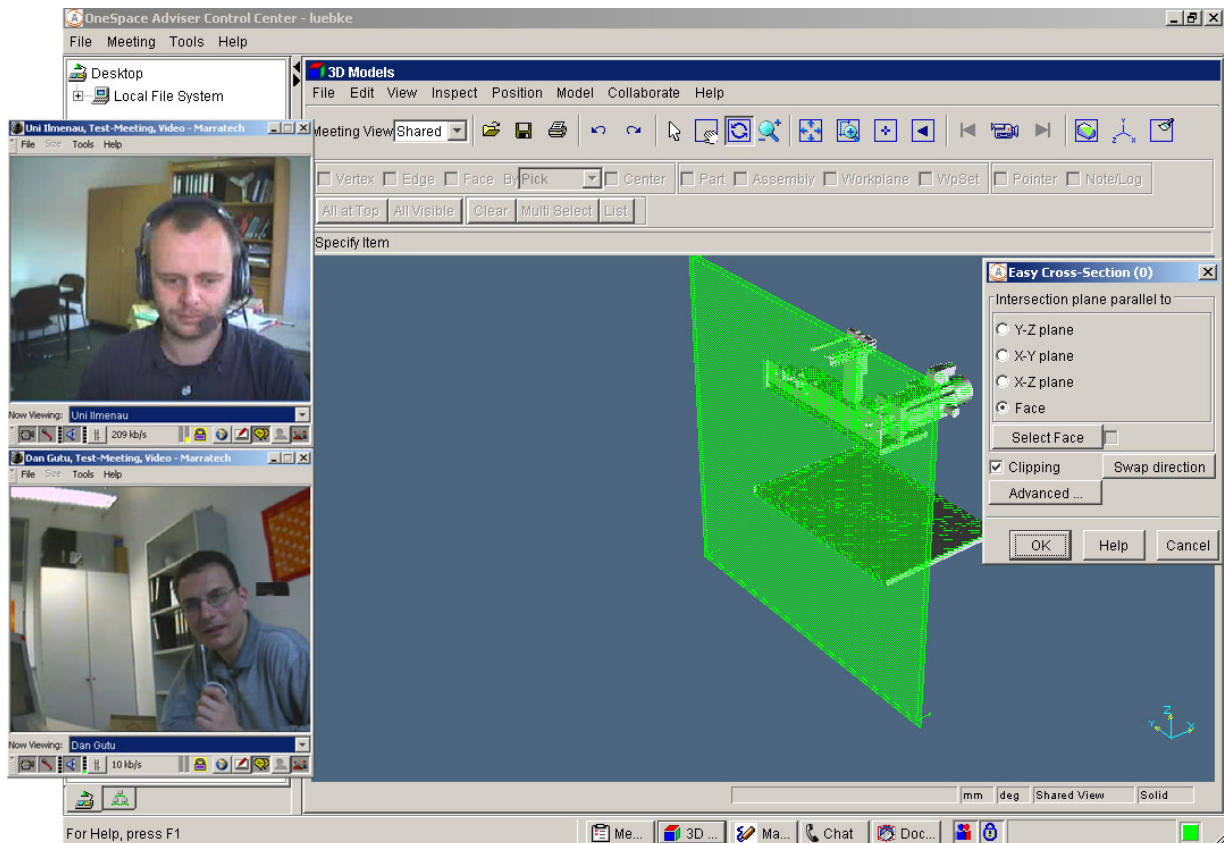 OneSpace Adviser Control Center - luebke
File Meeting Tools Help
Desktop
Local File System
3D Models
File Edit View Inspect Position Model Collaborate Help
Meeting View Shared
Vertex Edge Face By Pick Center Part Assembly Workplane WpSet Pointer Note/Log
All at Top All Visible Clear Multi Select List
Specify Item
Uni Ilmenau, Test-Meeting, Video - Marratech
File Size Tools Help
Now Viewing: Uni Ilmenau
209 kb/s
Dan Gutu, Test-Meeting, Video - Marratech
File Size Tools Help
Now Viewing: Dan Gutu
10 kb/s
Easy Cross-Section (0)
Intersection plane parallel to
Y-Z plane
X-Y plane
X-Z plane
Face
Select Face
Clipping Swap direction
Advanced ...
OK Help Cancel
Z
Y X
mm deg Shared View Solid
For Help, press F1
Me... 3D ... Ma... Chat Doc...